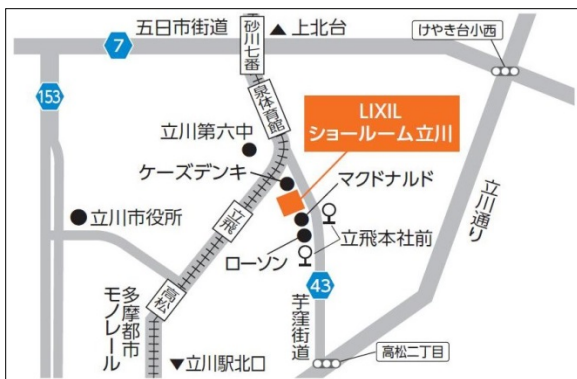 五日市街道
7
砂川七番
▲上北台
けやき台小西
153
泉体育館
LIXIL
ショールーム立川
立川第六中
ケーズデンキ
マクドナルド
立川通り
立川市役所
立飛
立飛本社前
ローソン
高松
43
芋窪街道
多摩都市
モノレール
高松二丁目
▼立川駅北口